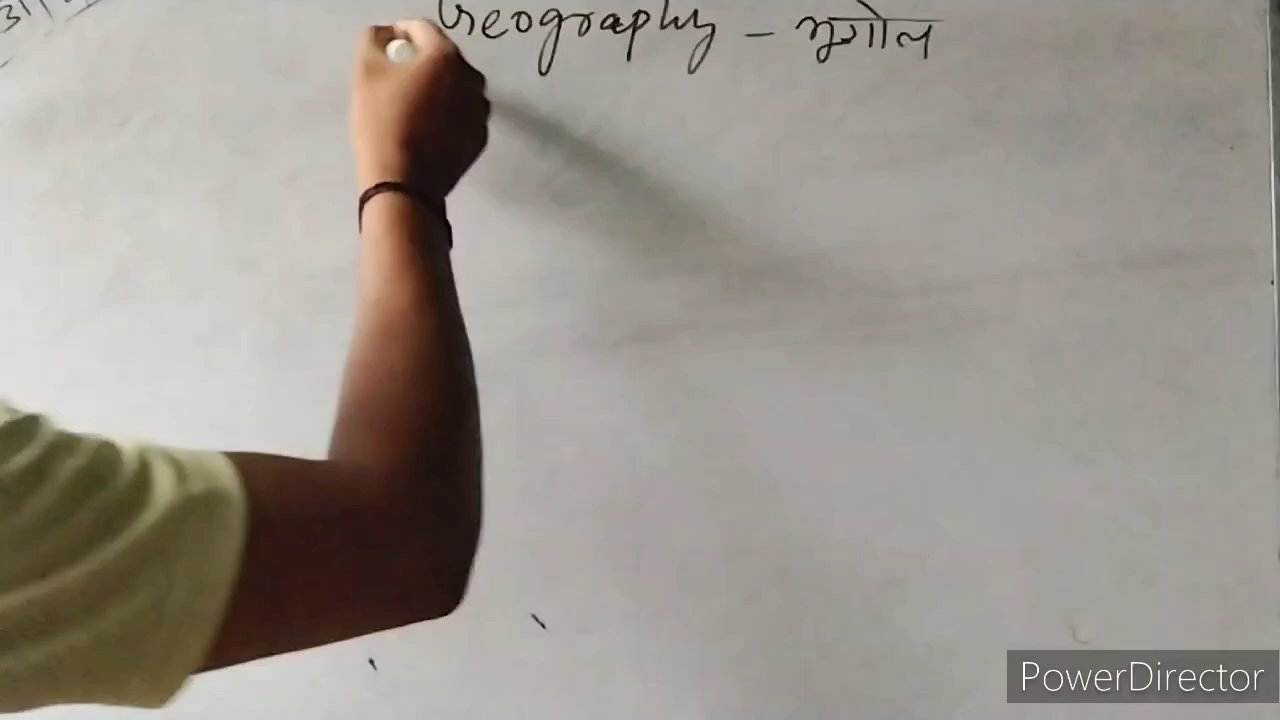 Geography - भूगोल
PowerDirector